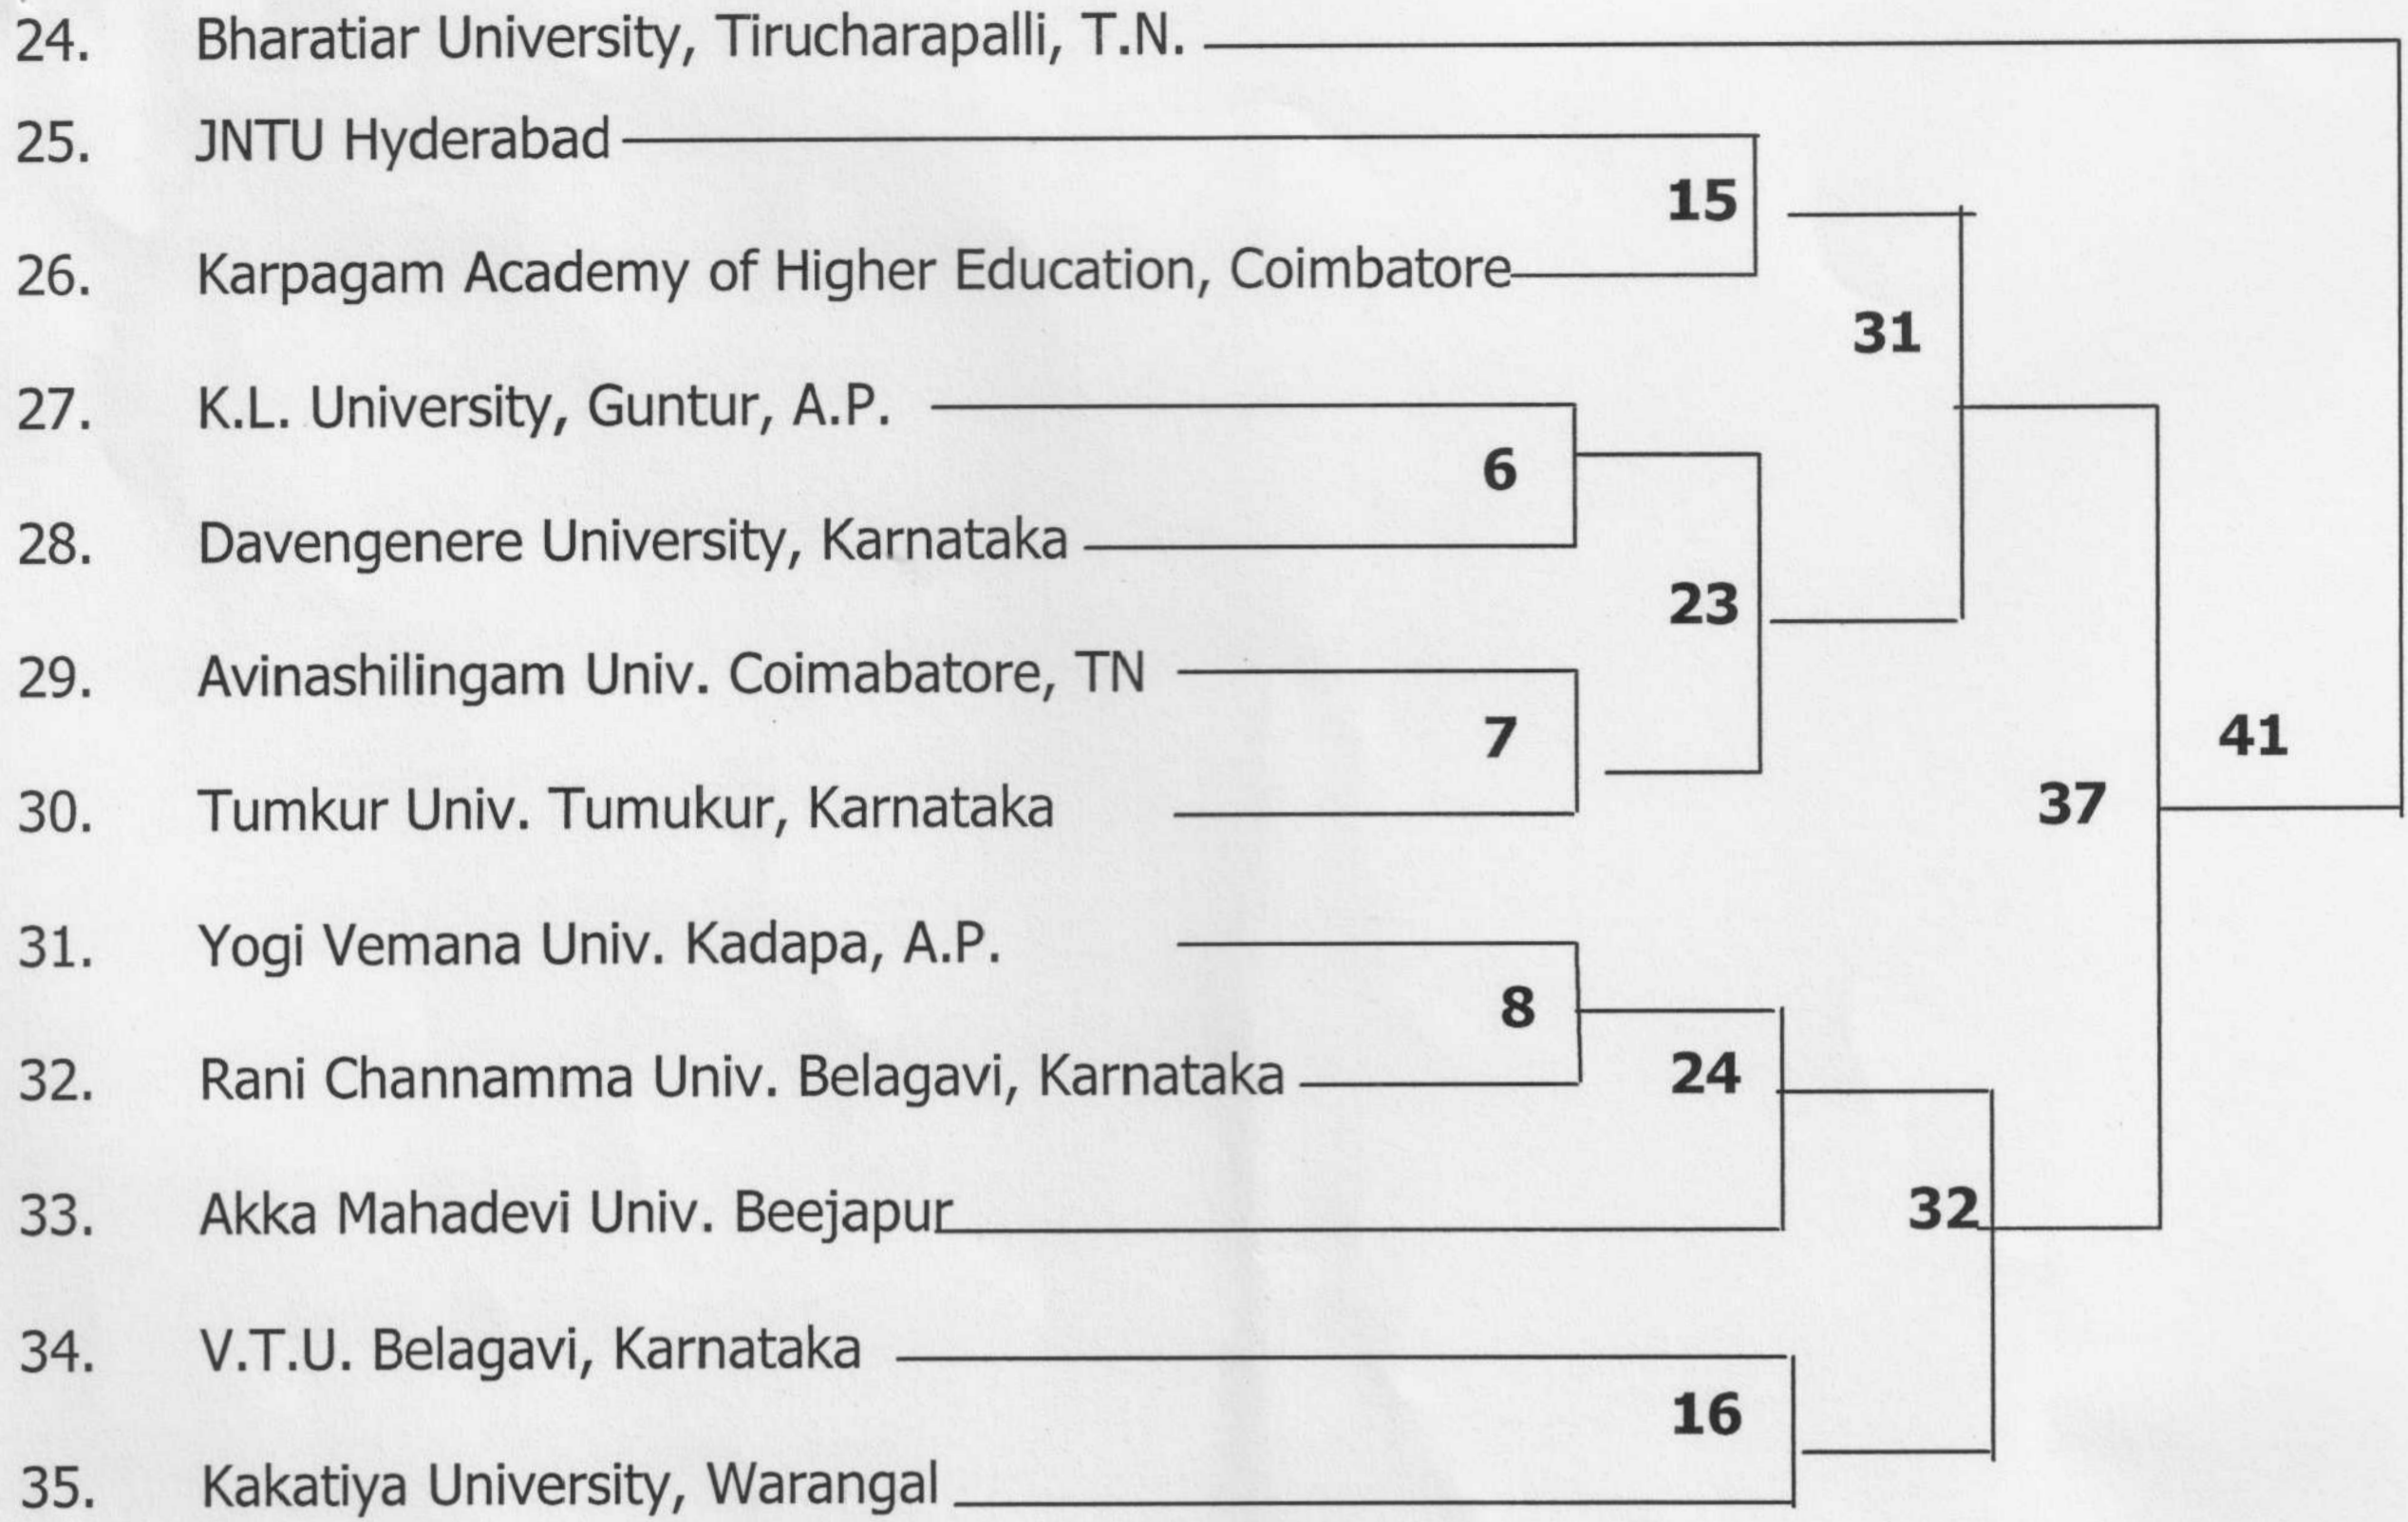 24. Bharatiar University, Tirucharapalli, T.N.
25. JNTU Hyderabad
15
26. Karpagam Academy of Higher Education, Coimbatore
31
27. K.L. University, Guntur, A.P.
6
28. Davengenere University, Karnataka
23
29. Avinashilingam Univ. Coimabatore, TN
7
41
30. Tumkur Univ. Tumukur, Karnataka
37
31. Yogi Vemana Univ. Kadapa, A.P.
8
32. Rani Channamma Univ. Belagavi, Karnataka
24
33. Akka Mahadevi Univ. Beejapur
32
34. V.T.U. Belagavi, Karnataka
16
35. Kakatiya University, Warangal